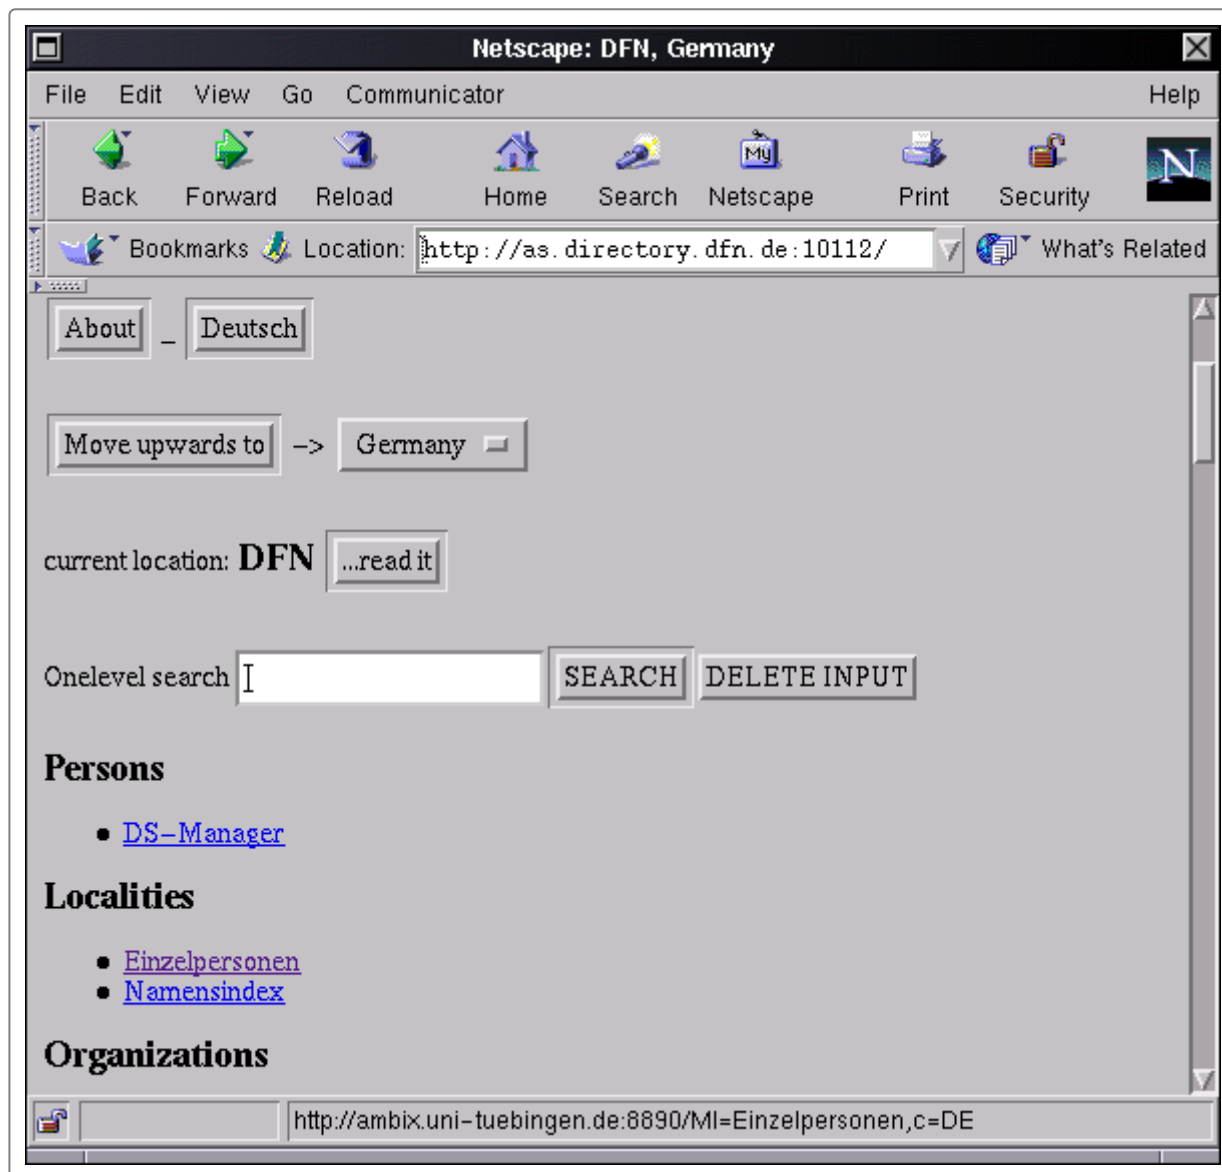 Netscape: DFN, Germany
File Edit View Go Communicator Help
My N
Back Forward Reload Home Search Netscape Print Security
Bookmarks Location: http://as.directory.dfn.de:10112/ What's Related
About _ Deutsch
Move upwards to -> Germany
current location: DFN ...read it
Onelevel search SEARCH DELETE INPUT
Persons
• DS-Manager
Localities
• Einzelpersonen
• Namensindex
Organizations
http://ambix.uni-tuebingen.de:8890/MI=Einzelpersonen,c=DE